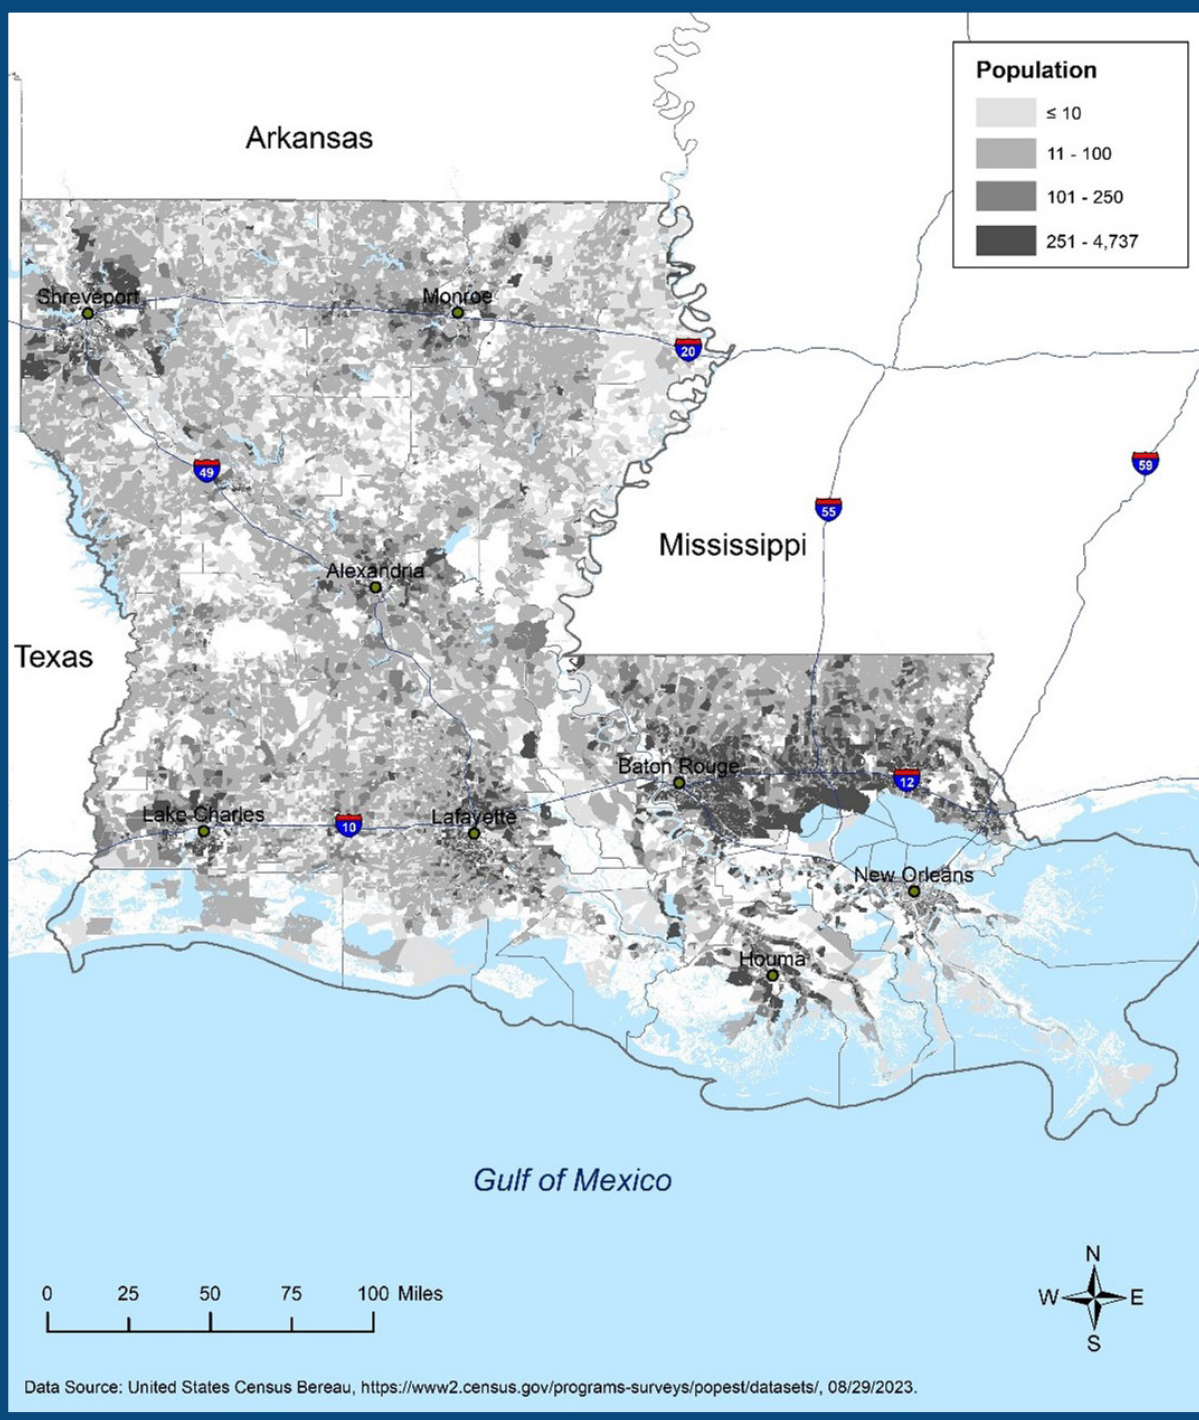 Population
≤ 10
11 - 100
101 - 250
251 - 4,737
Arkansas
Shreveport
Monroe
20
49
59
55
Mississippi
Alexandria
Texas
Baton Rouge
12
Lake Charles
10
Lafayette
New Orleans
Houma
Gulf of Mexico
0 25 50 75 100 Miles
N
W E
S
Data Source: United States Census Bereau, https://www2.census.gov/programs-surveys/popest/datasets/, 08/29/2023.